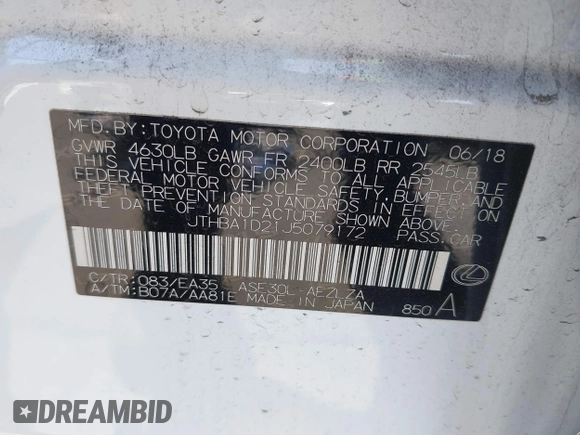 MFD. BY: TOYOTA MOTOR CORPORATION 06/18
GVWR 4630LB GAWR FR 2400LB RR 2545LB
THIS VEHICLE CONFORMS TO ALL APPLICABLE
FEDERAL MOTOR VEHICLE SAFETY, BUMPER, AND
THEFT PREVENTION STANDARDS IN EFFECT ON
THE DATE OF MANUFACTURE SHOWN ABOVE.
JTHBA1D21J5079172 PASS.CAR
C/TR: 083/EA35 ASE30L-AEZLZA
A/TM: B07A/AA81E MADE IN JAPAN 850 A
DREAMBID